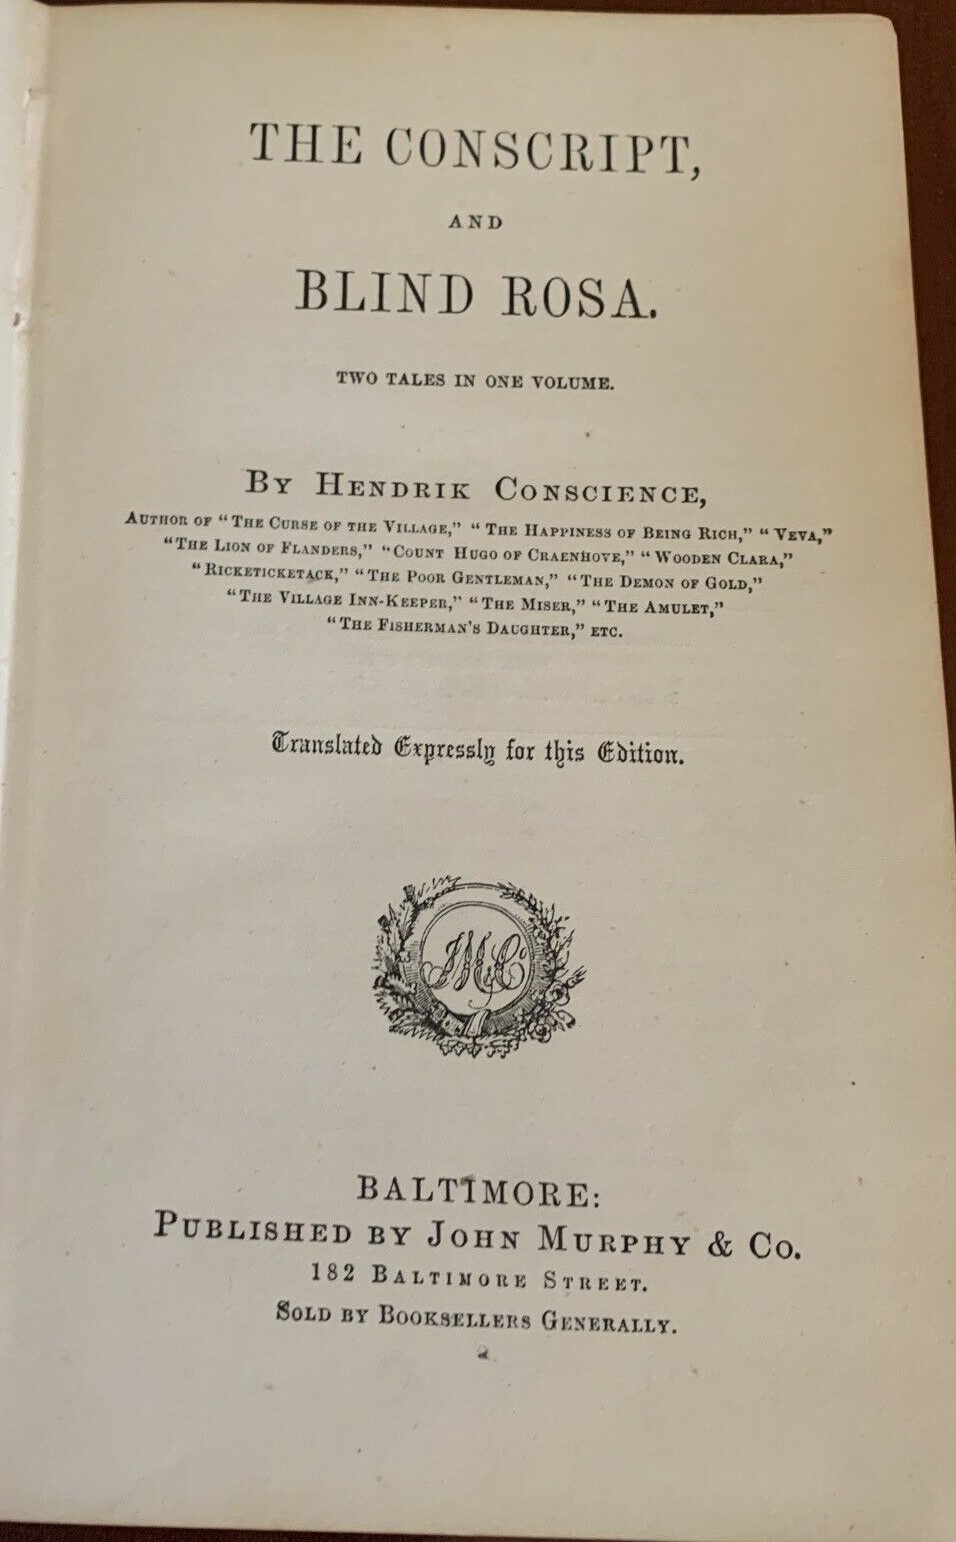 THE CONSCRIPT,
AND
BLIND ROSA.
TWO TALES IN ONE VOLUME.
BY HENDRIK CONSCIENCE,
AUTHOR OF "THE CURSE OF THE VILLAGE," "THE HAPPINESS OF BEING RICH," "VEVA,"
"THE LION OF FLANDERS," "COUNT HUGO OF CRAENHOVE," "WOODEN CLARA,"
"RICKETICKETACK," "THE POOR GENTLEMAN," "THE DEMON OF GOLD,"
"THE VILLAGE INN-KEEPER," "THE MISER," "THE AMULET,"
"THE FISHERMAN'S DAUGHTER," ETC.
Translated Expressly for this Edition.
JMC
BALTIMORE:
PUBLISHED BY JOHN MURPHY & CO.
182 BALTIMORE STREET.
SOLD BY BOOKSELLERS GENERALLY.